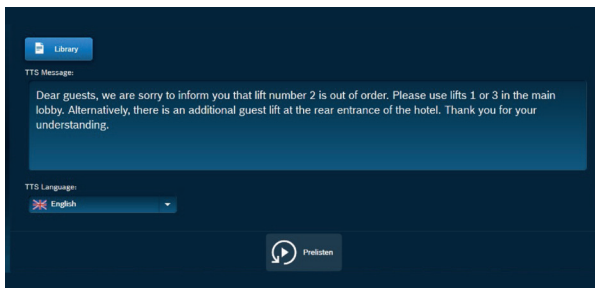 Library
TTS Message:
Dear guests, we are sorry to inform you that lift number 2 is out of order. Please use lifts 1 or 3 in the main
lobby. Alternatively, there is an additional guest lift at the rear entrance of the hotel. Thank you for your
understanding.
TTS Language:
English
Prelisten